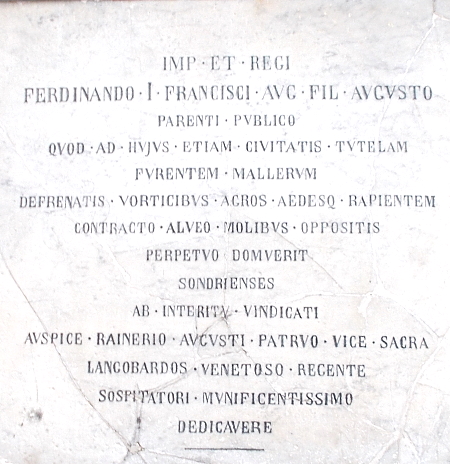 IMP · ET · REGI
FERDINANDO · I · FRANCISCI · AVG · FIL · AVGVSTO
PARENTI · PVBLICO
QVOD · AD · HVJVS · ETIAM · CIVITATIS · TVTELAM
FVRENTEM · MALLERVM
DEFRENATIS · VORTICIBVS · ACROS · AEDESQ · RAPIENTEM
CONTRACTO · ALVEO · MOLIBVS · OPPOSITIS
PERPETVO DOMVERIT
SONDRIENSES
AB · INTERITV · VINDICATI
AVSPICE · RAINERIO · AVGVSTI · PATRVO · VICE · SACRA
LANGOBARDOS · VENETOSQ · REGENTE
SOSPITATORI · MVNIFICENTISSIMO
DEDICAVERE